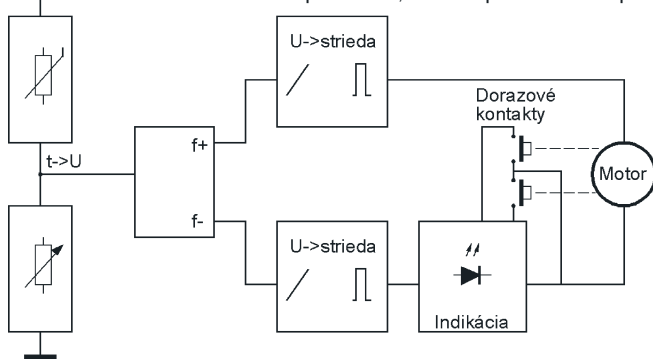 U->strieda
Dorazové
kontakty
t->U
f+
Motor
f-
U->strieda
Indikácia